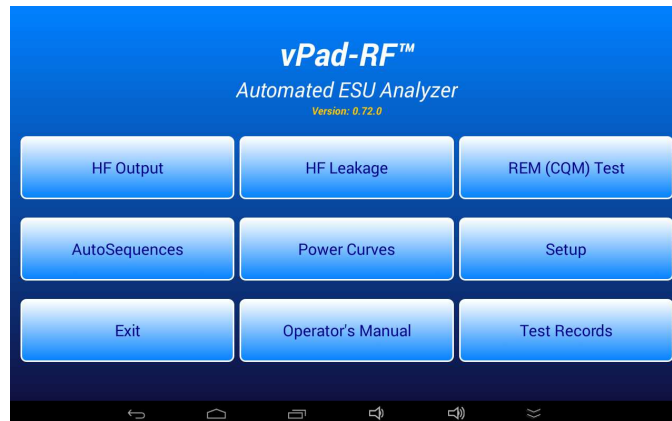 vPad-RF™
Automated ESU Analyzer
Version: 0.72.0
HF Output
HF Leakage
REM (CQM) Test
AutoSequences
Power Curves
Setup
Exit
Operator's Manual
Test Records